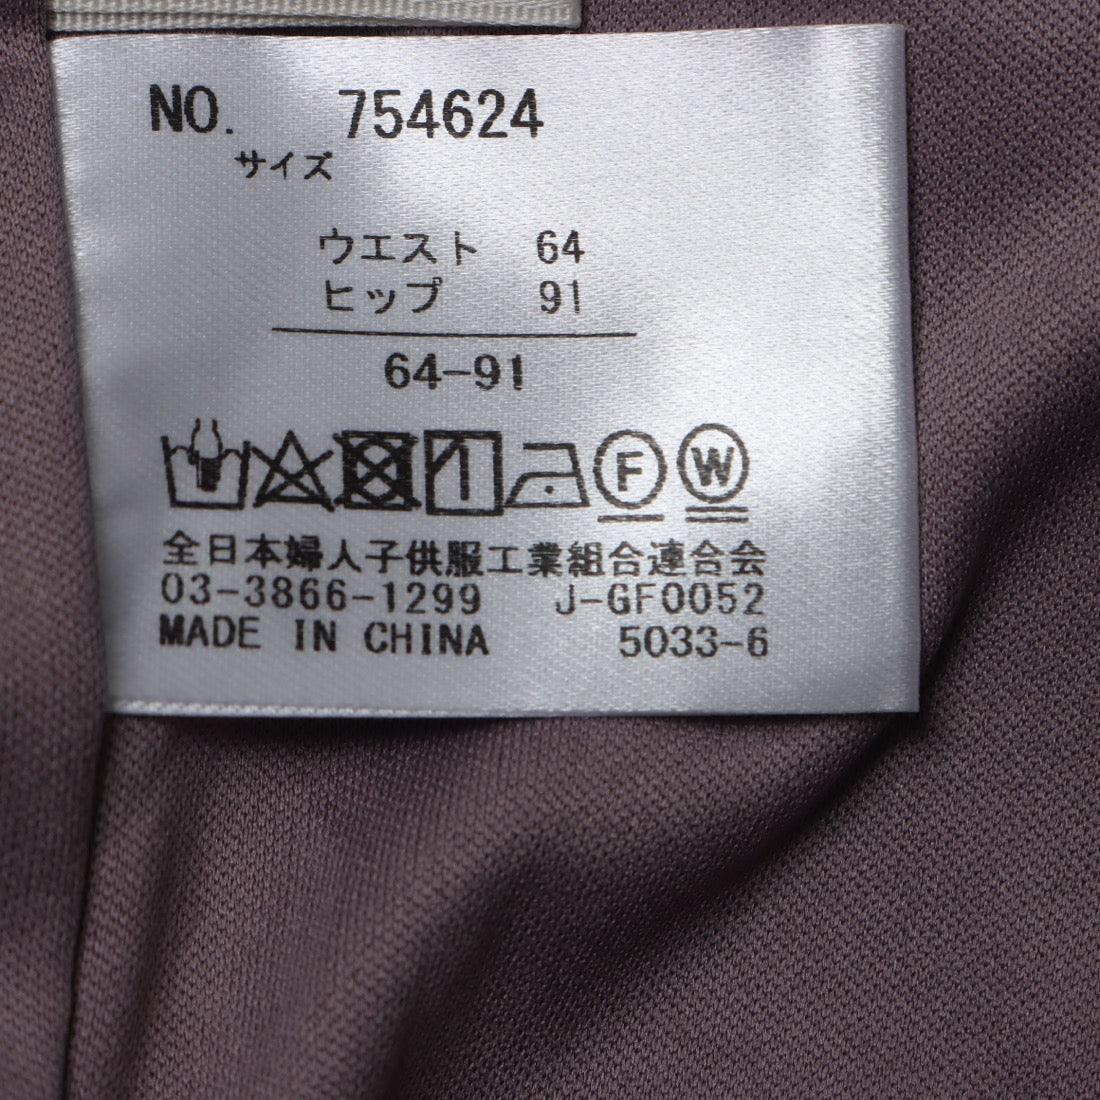 NO. 754624
サイズ
ウエスト 64
ヒップ 91
64-91
F W
全日本婦人子供服工業組合連合会
03-3866-1299 J-GF0052
MADE IN CHINA 5033-6